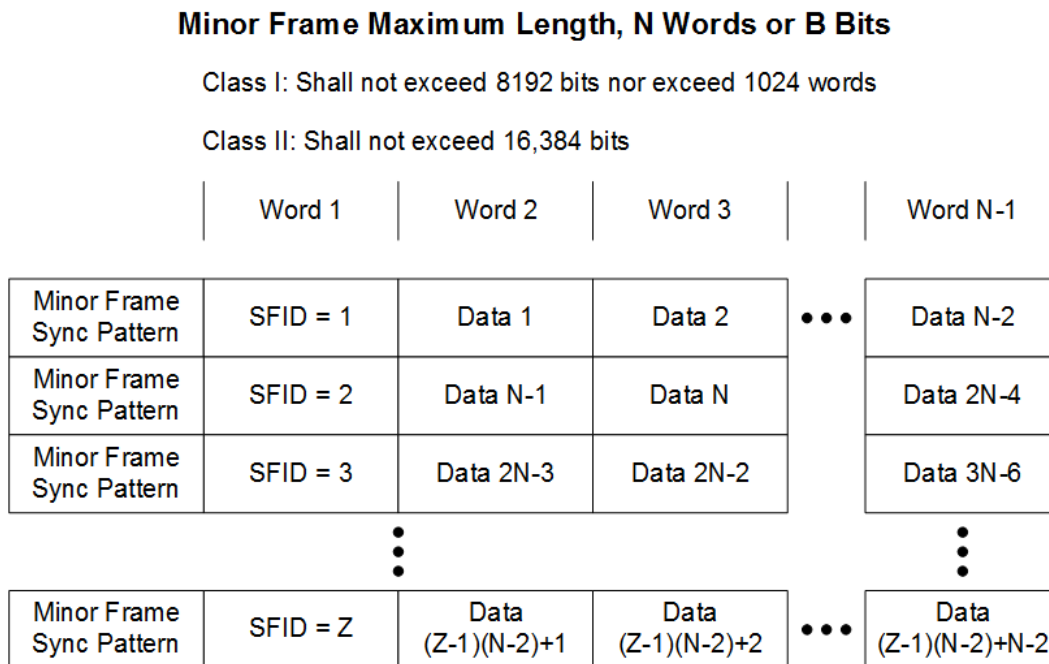 Minor Frame Maximum Length, N Words or B Bits
Class I: Shall not exceed 8192 bits nor exceed 1024 words
Class II: Shall not exceed 16,384 bits
Word 1 Word 2 Word 3 Word N-1
Minor Frame
Sync Pattern SFID = 1 Data 1 Data 2 ••• Data N-2
Minor Frame
Sync Pattern SFID = 2 Data N-1 Data N Data 2N-4
Minor Frame
Sync Pattern SFID = 3 Data 2N-3 Data 2N-2 Data 3N-6
Minor Frame
Sync Pattern SFID = Z Data
(Z-1)(N-2)+1 Data
(Z-1)(N-2)+2 ••• Data
(Z-1)(N-2)+N-2